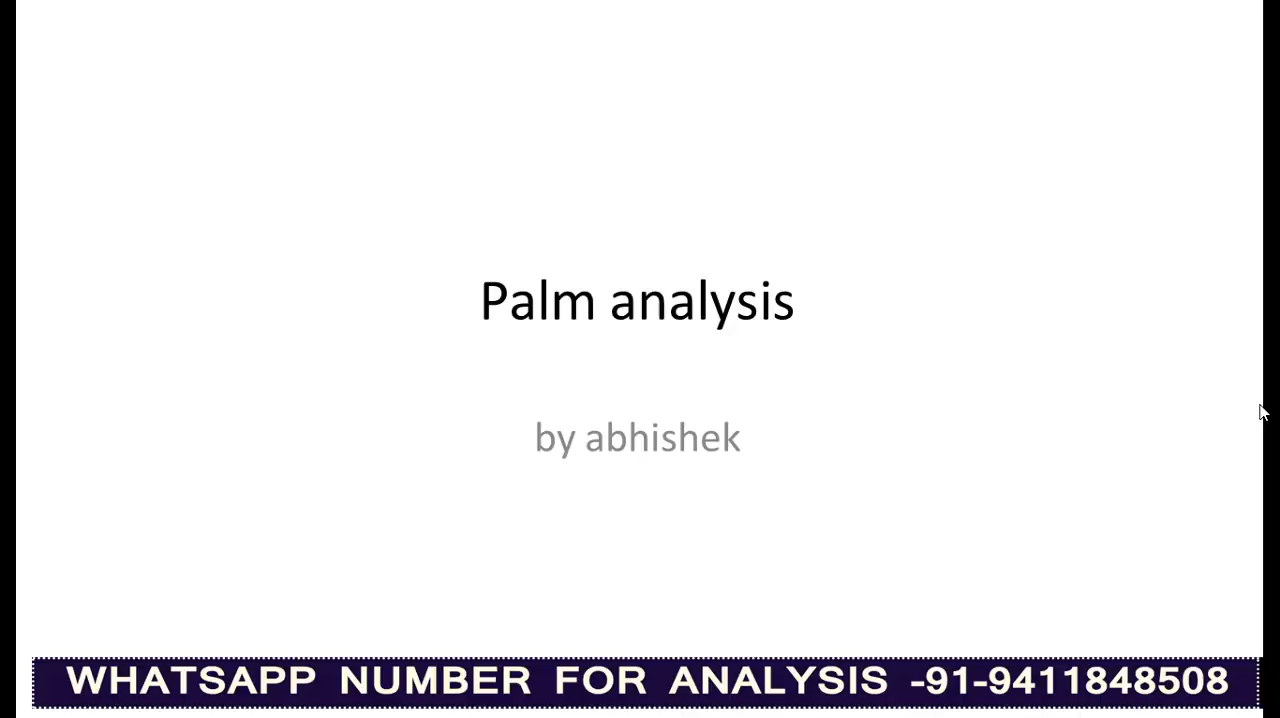 Palm analysis
by abhishek
WHATSAPP NUMBER FOR ANALYSIS -91-9411848508